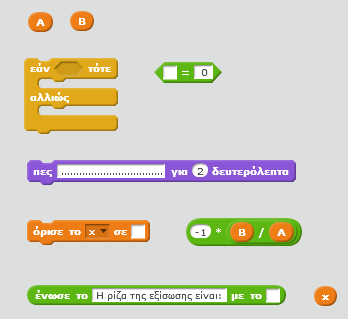 A B
εάν τότε
= 0
αλλιώς
πες .................................... για 2 δευτερόλεπτα
όρισε το x σε
-1 * B / A
ένωσε το Η ρίζα της εξίσωσης είναι: με το
x